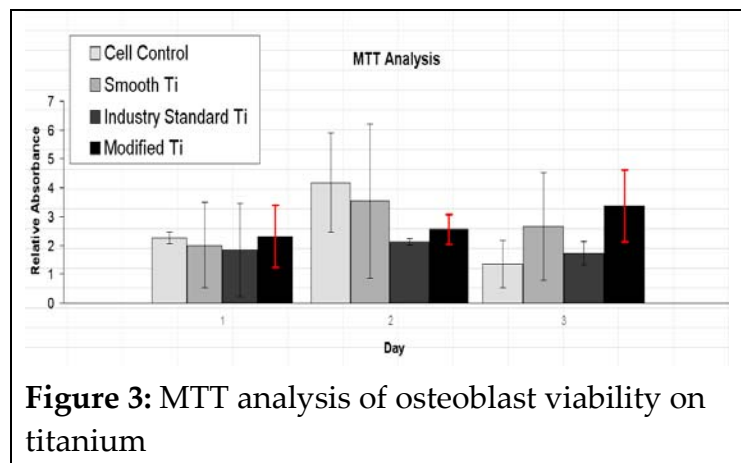 MTT Analysis
Cell Control
Smooth Ti
Industry Standard Ti
Modified Ti
Relative Absorbance
7
6
5
4
3
2
1
0
1 2 3
Day
Figure 3: MTT analysis of osteoblast viability on
titanium